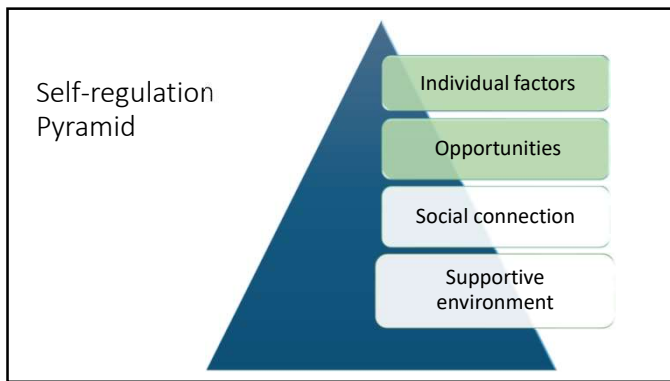 Self-regulation
Pyramid
Individual factors
Opportunities
Social connection
Supportive
environment